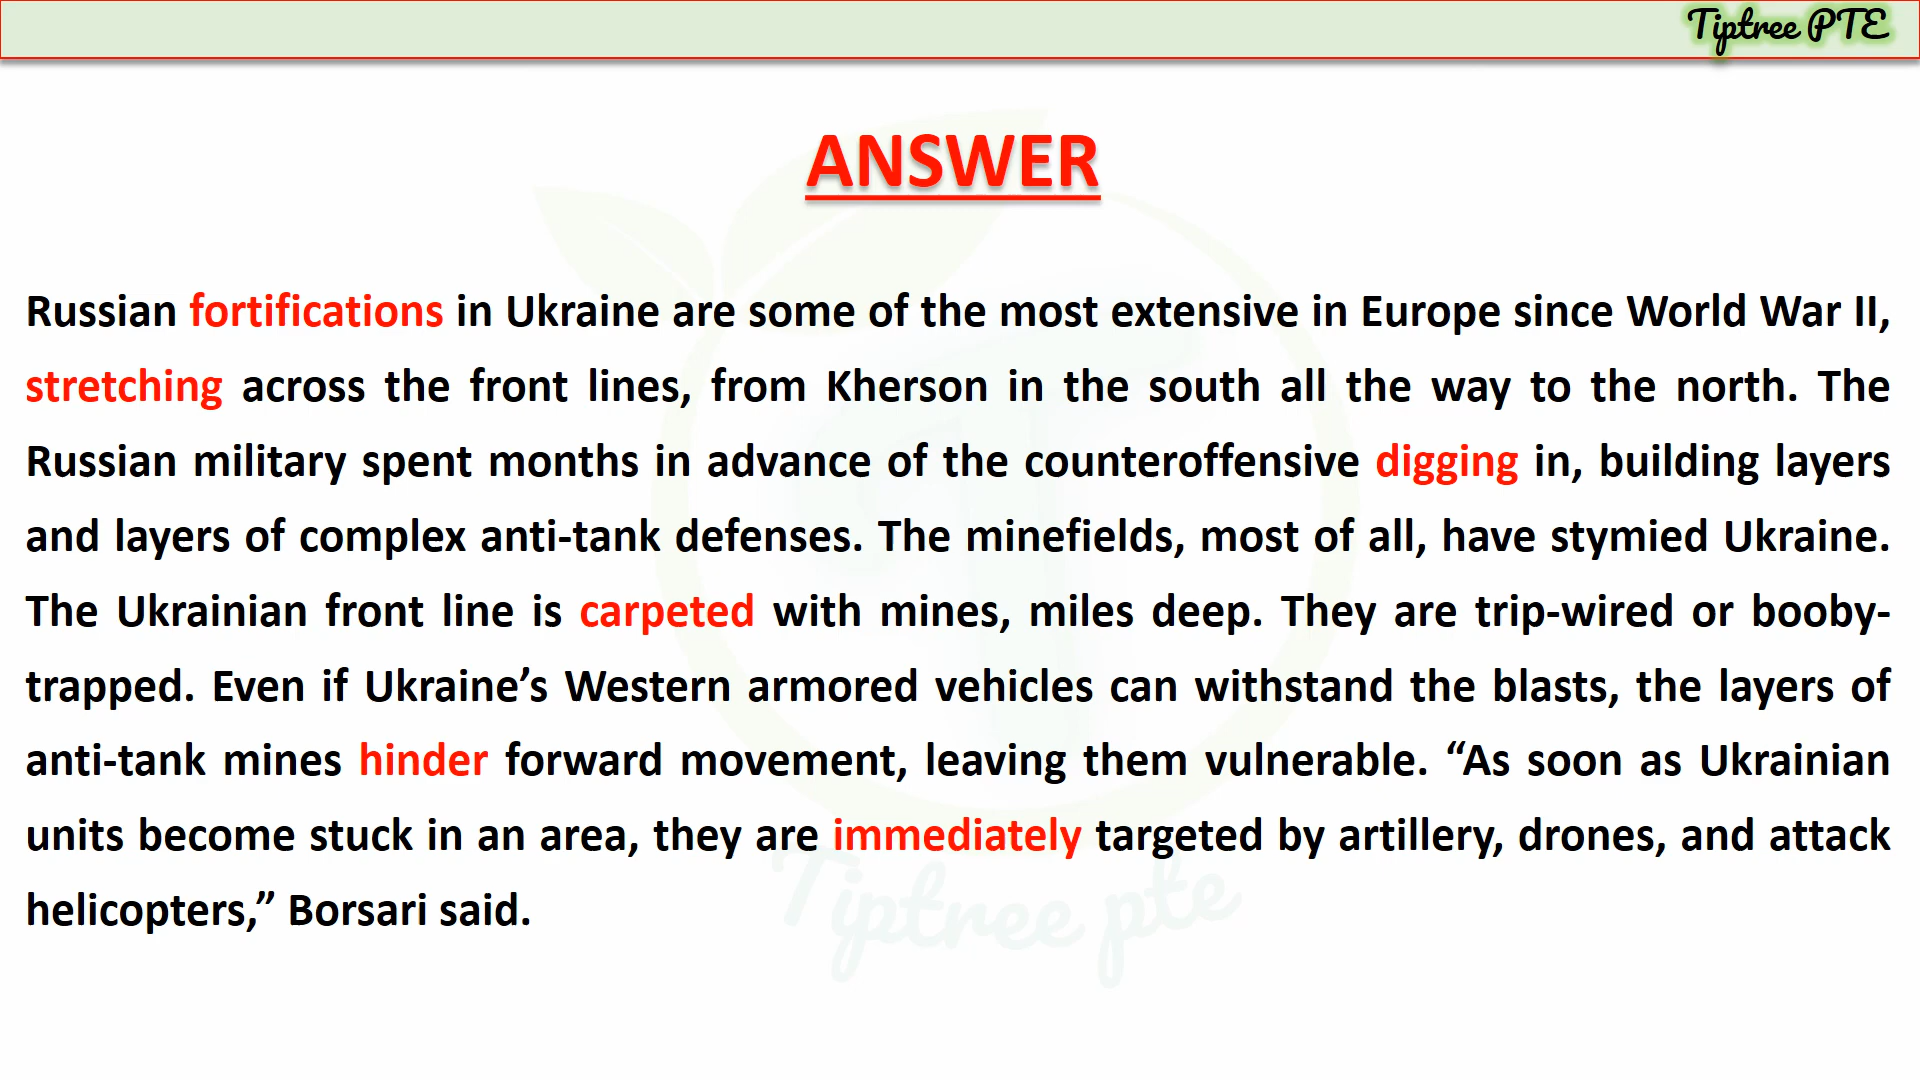 Tiptree PTE
ANSWER
Russian fortifications in Ukraine are some of the most extensive in Europe since World War II,
stretching across the front lines, from Kherson in the south all the way to the north. The
Russian military spent months in advance of the counteroffensive digging in, building layers
and layers of complex anti-tank defenses. The minefields, most of all, have stymied Ukraine.
The Ukrainian front line is carpeted with mines, miles deep. They are trip-wired or booby-
trapped. Even if Ukraine’s Western armored vehicles can withstand the blasts, the layers of
anti-tank mines hinder forward movement, leaving them vulnerable. “As soon as Ukrainian
units become stuck in an area, they are immediately targeted by artillery, drones, and attack
helicopters,” Borsari said.
Tiptree pte